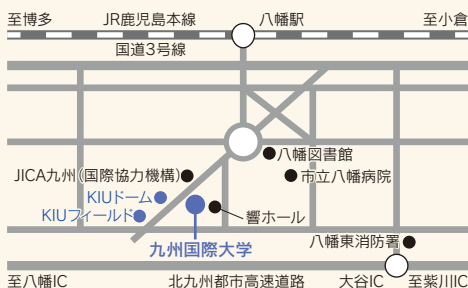 至博多
JR鹿児島本線
八幡駅
至小倉
国道3号線
八幡図書館
JICA九州(国際協力機構)
市立八幡病院
KIUドーム
KIUフィールド
響ホール
九州国際大学
八幡東消防署
至八幡IC
北九州都市高速道路
大谷IC
至紫川IC